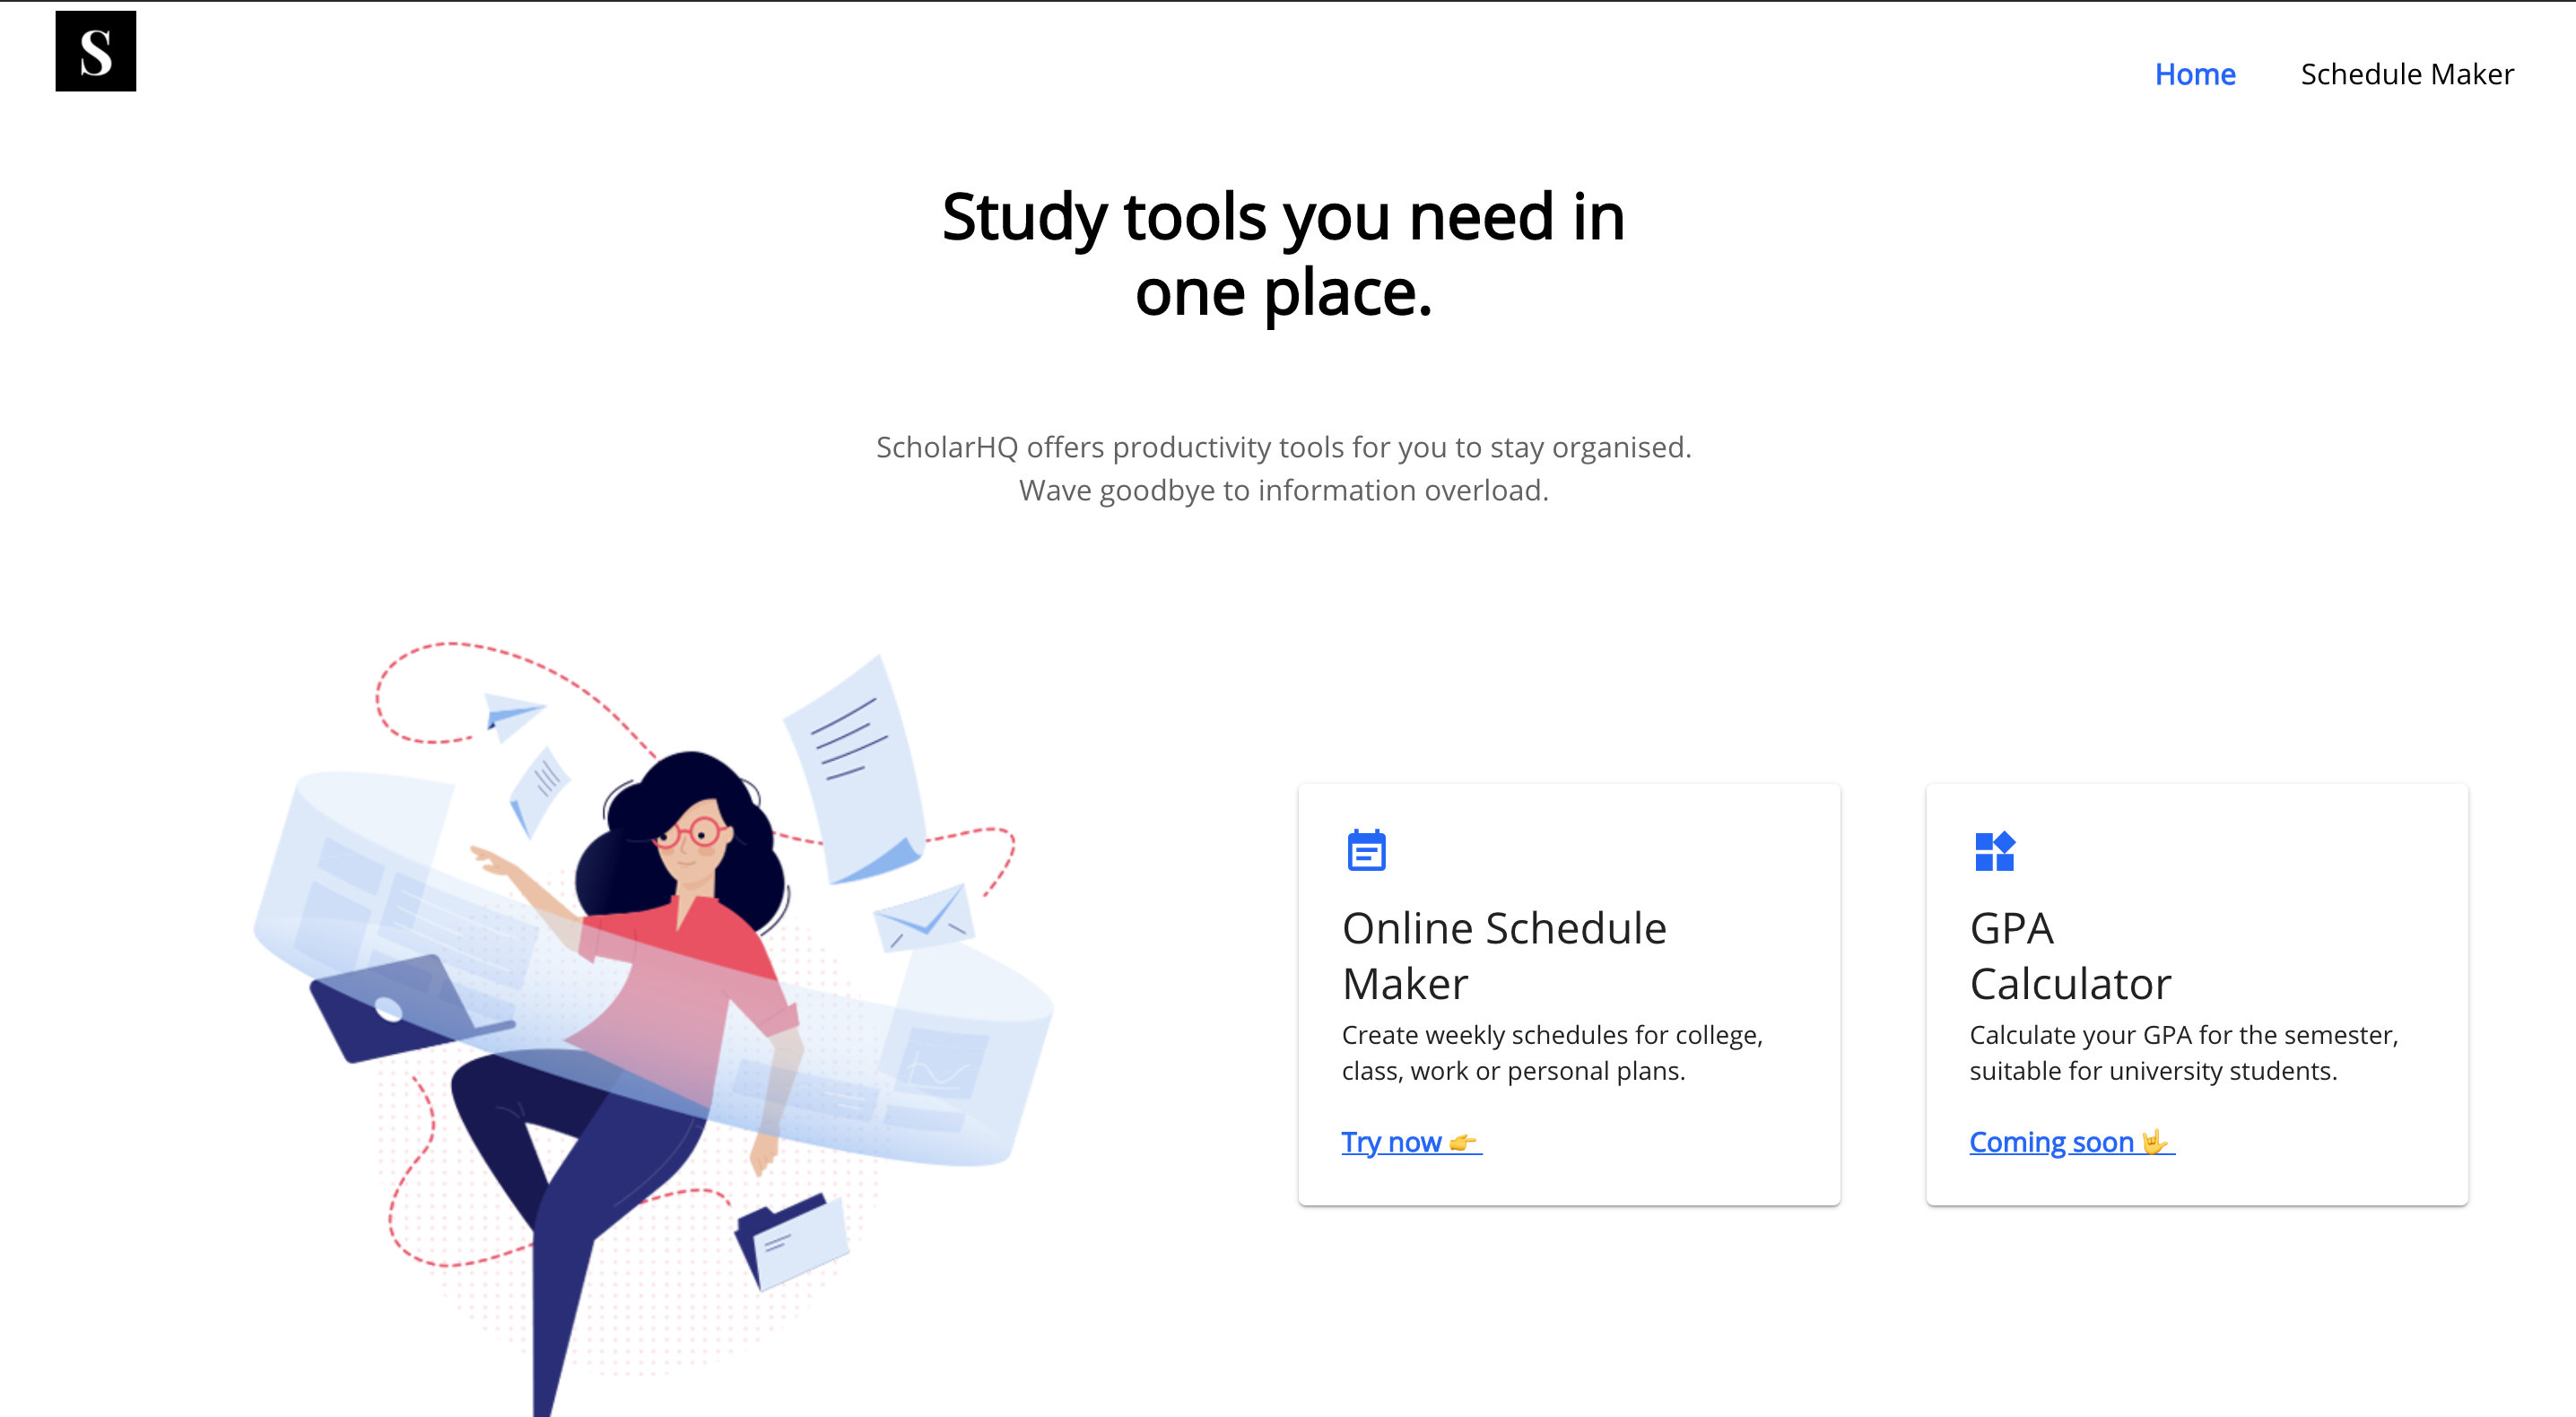 S
Home
Schedule Maker
Study tools you need in
one place.
ScholarHQ offers productivity tools for you to stay organised.
Wave goodbye to information overload.
Online Schedule
Maker
Create weekly schedules for college,
class, work or personal plans.
Try now 👉
GPA
Calculator
Calculate your GPA for the semester,
suitable for university students.
Coming soon 🤟